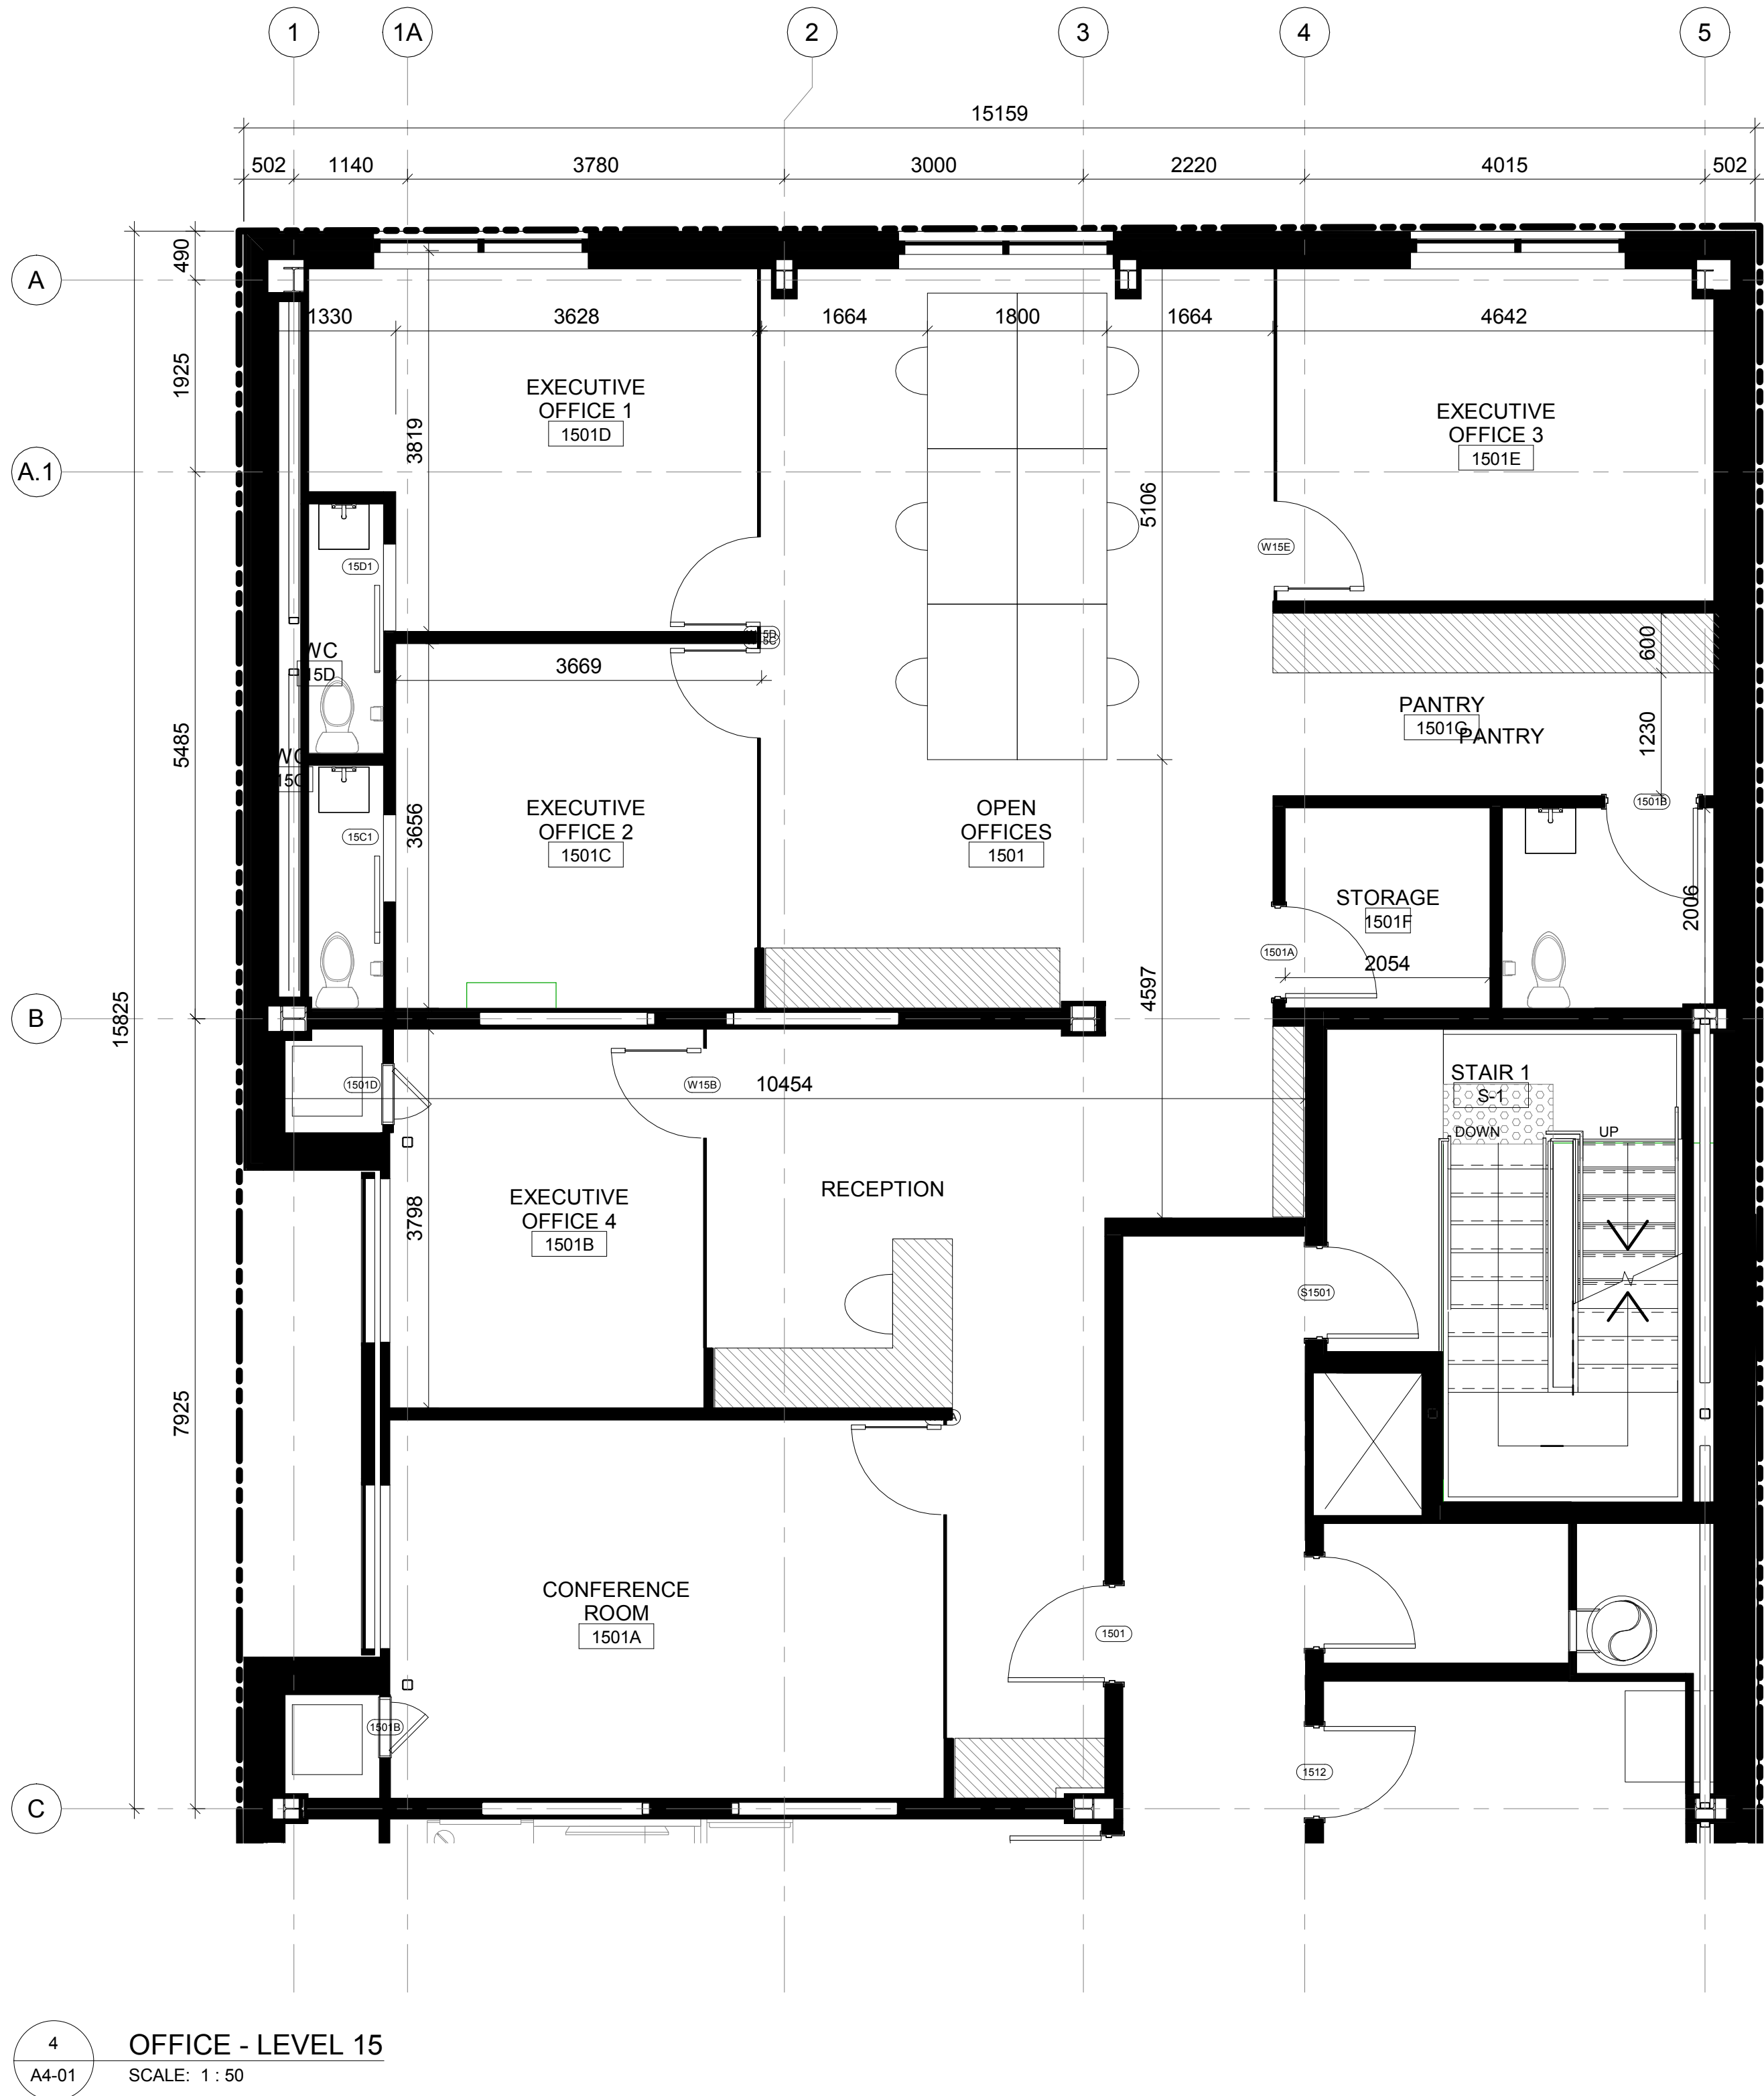 1
1A
2
3
4
5
15159
502
1140
3780
3000
2220
4015
502
490
A
1330
3628
1664
1800
1664
4642
1925
EXECUTIVE
OFFICE 1
1501D
EXECUTIVE
OFFICE 3
1501E
3819
A.1
5106
W15E
15D1
600
WC
15D
3669
PANTRY
1501G
PANTRY
1230
5485
WC
15C
15C1
3656
EXECUTIVE
OFFICE 2
1501C
OPEN
OFFICES
1501
1501B
STORAGE
1501F
2006
1501A
2054
4597
15825
B
1501D
W15B
10454
STAIR 1
S-1
DOWN
UP
EXECUTIVE
OFFICE 4
1501B
3798
RECEPTION
S1501
7925
CONFERENCE
ROOM
1501A
1501
1501B
1512
C
4
A4-01
OFFICE - LEVEL 15
SCALE: 1 : 50